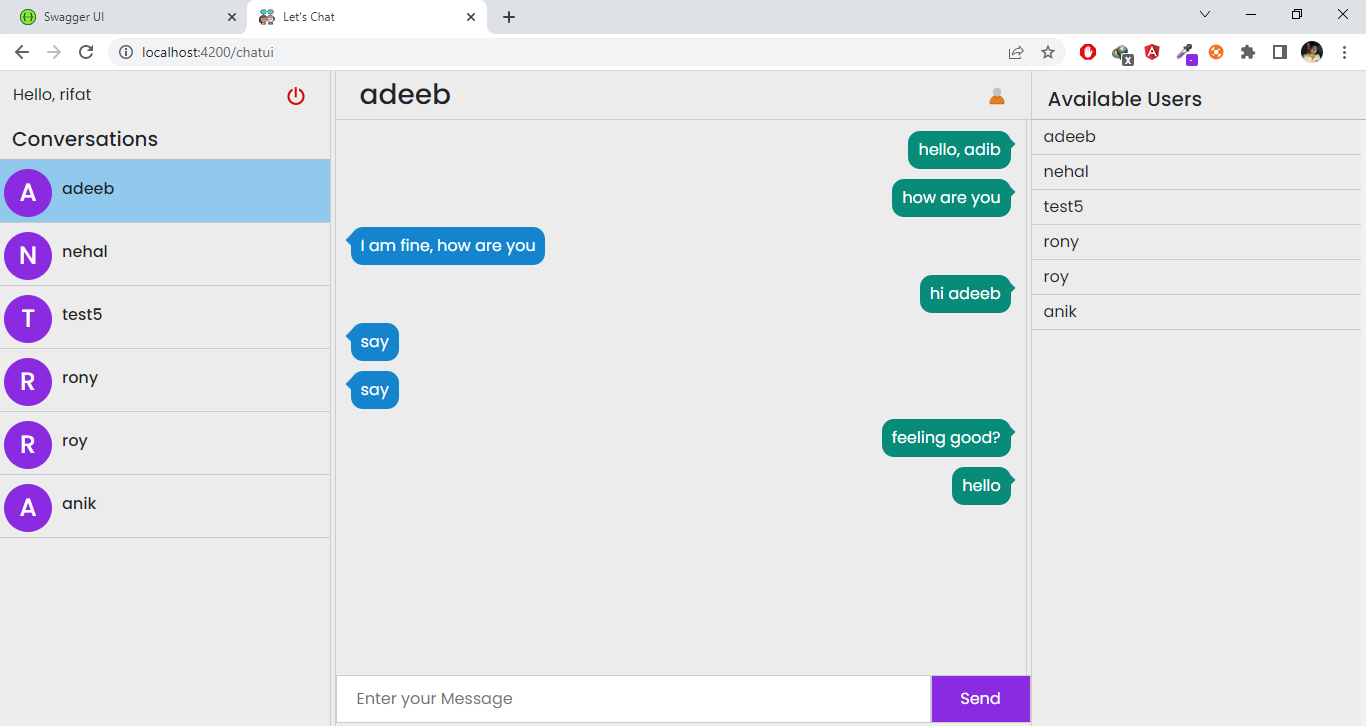 Swagger UI
Let's Chat
localhost:4200/chatui
Hello, rifat
Conversations
A adeeb
N nehal
T test5
R rony
R roy
A anik
adeeb
hello, adib
how are you
I am fine, how are you
hi adeeb
say
say
feeling good?
hello
Enter your Message
Send
Available Users
adeeb
nehal
test5
rony
roy
anik